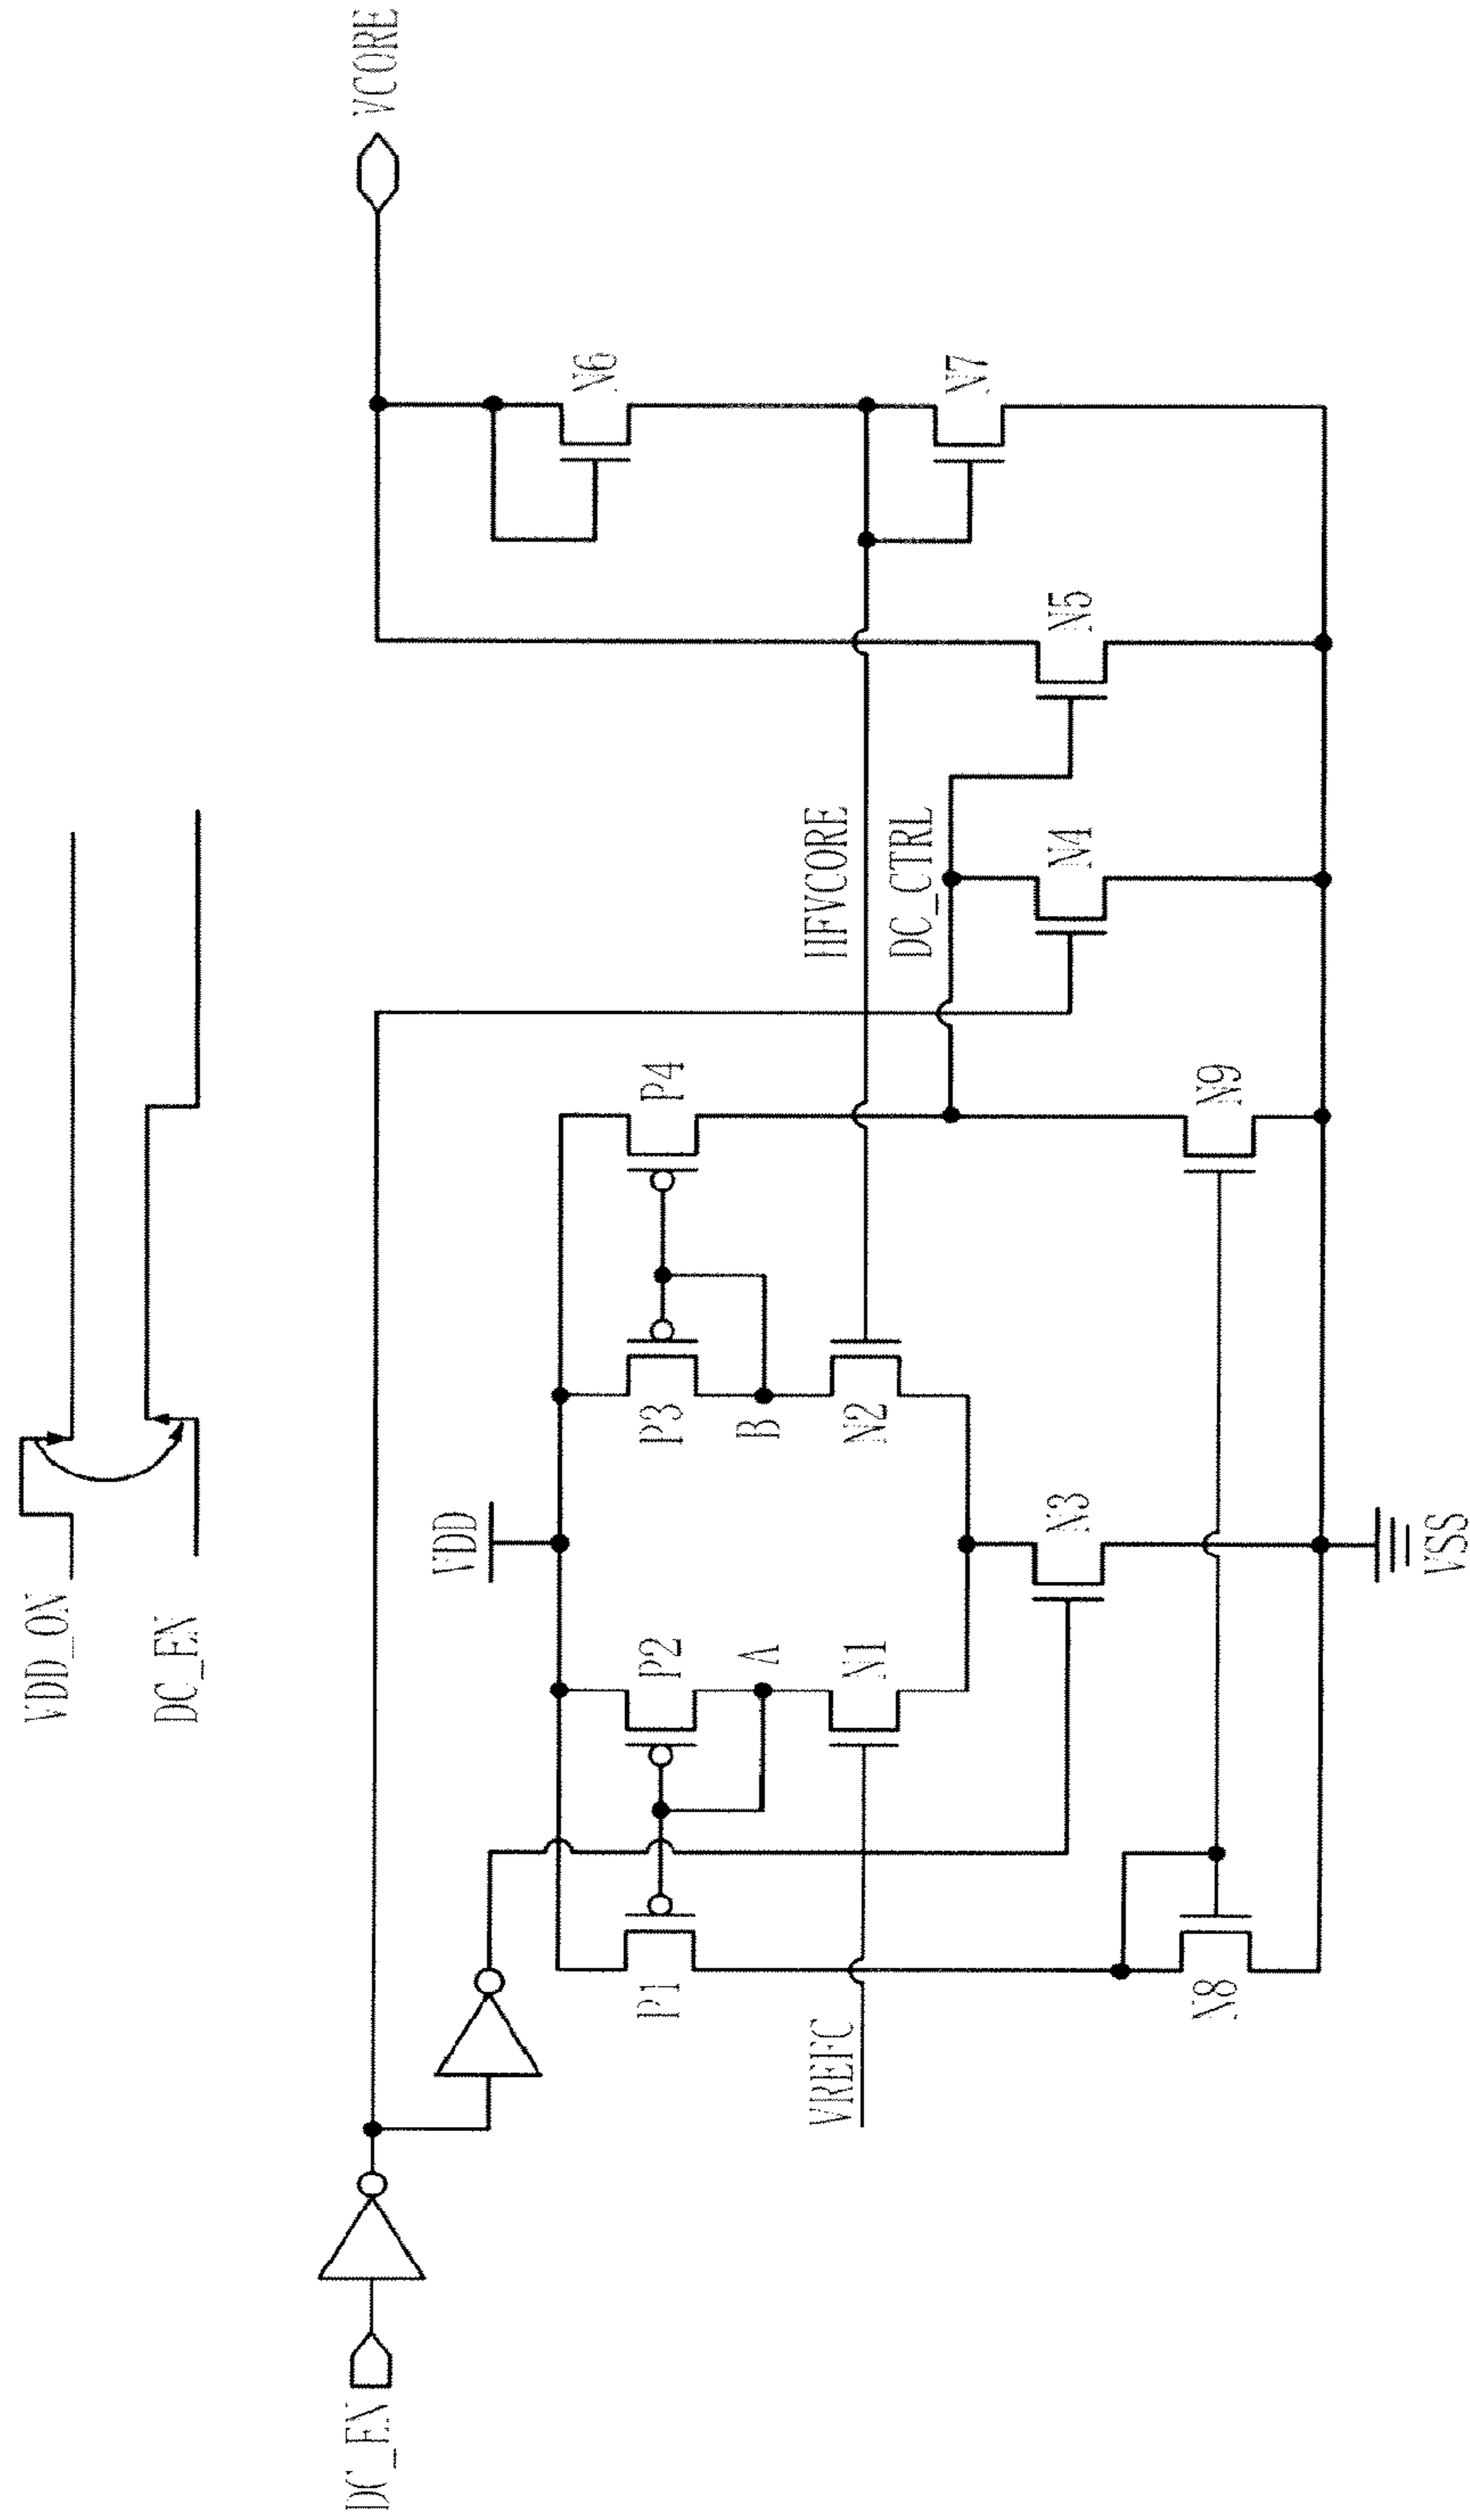 VDD_ON
DC_EN
DC_EN
VCORE
VDD
P1
P2
P3
P4
A
B
N6
VREFC
N1
N2
HFVCORE
DC_CTRL
N7
N3
N4
N5
N8
N9
VSS